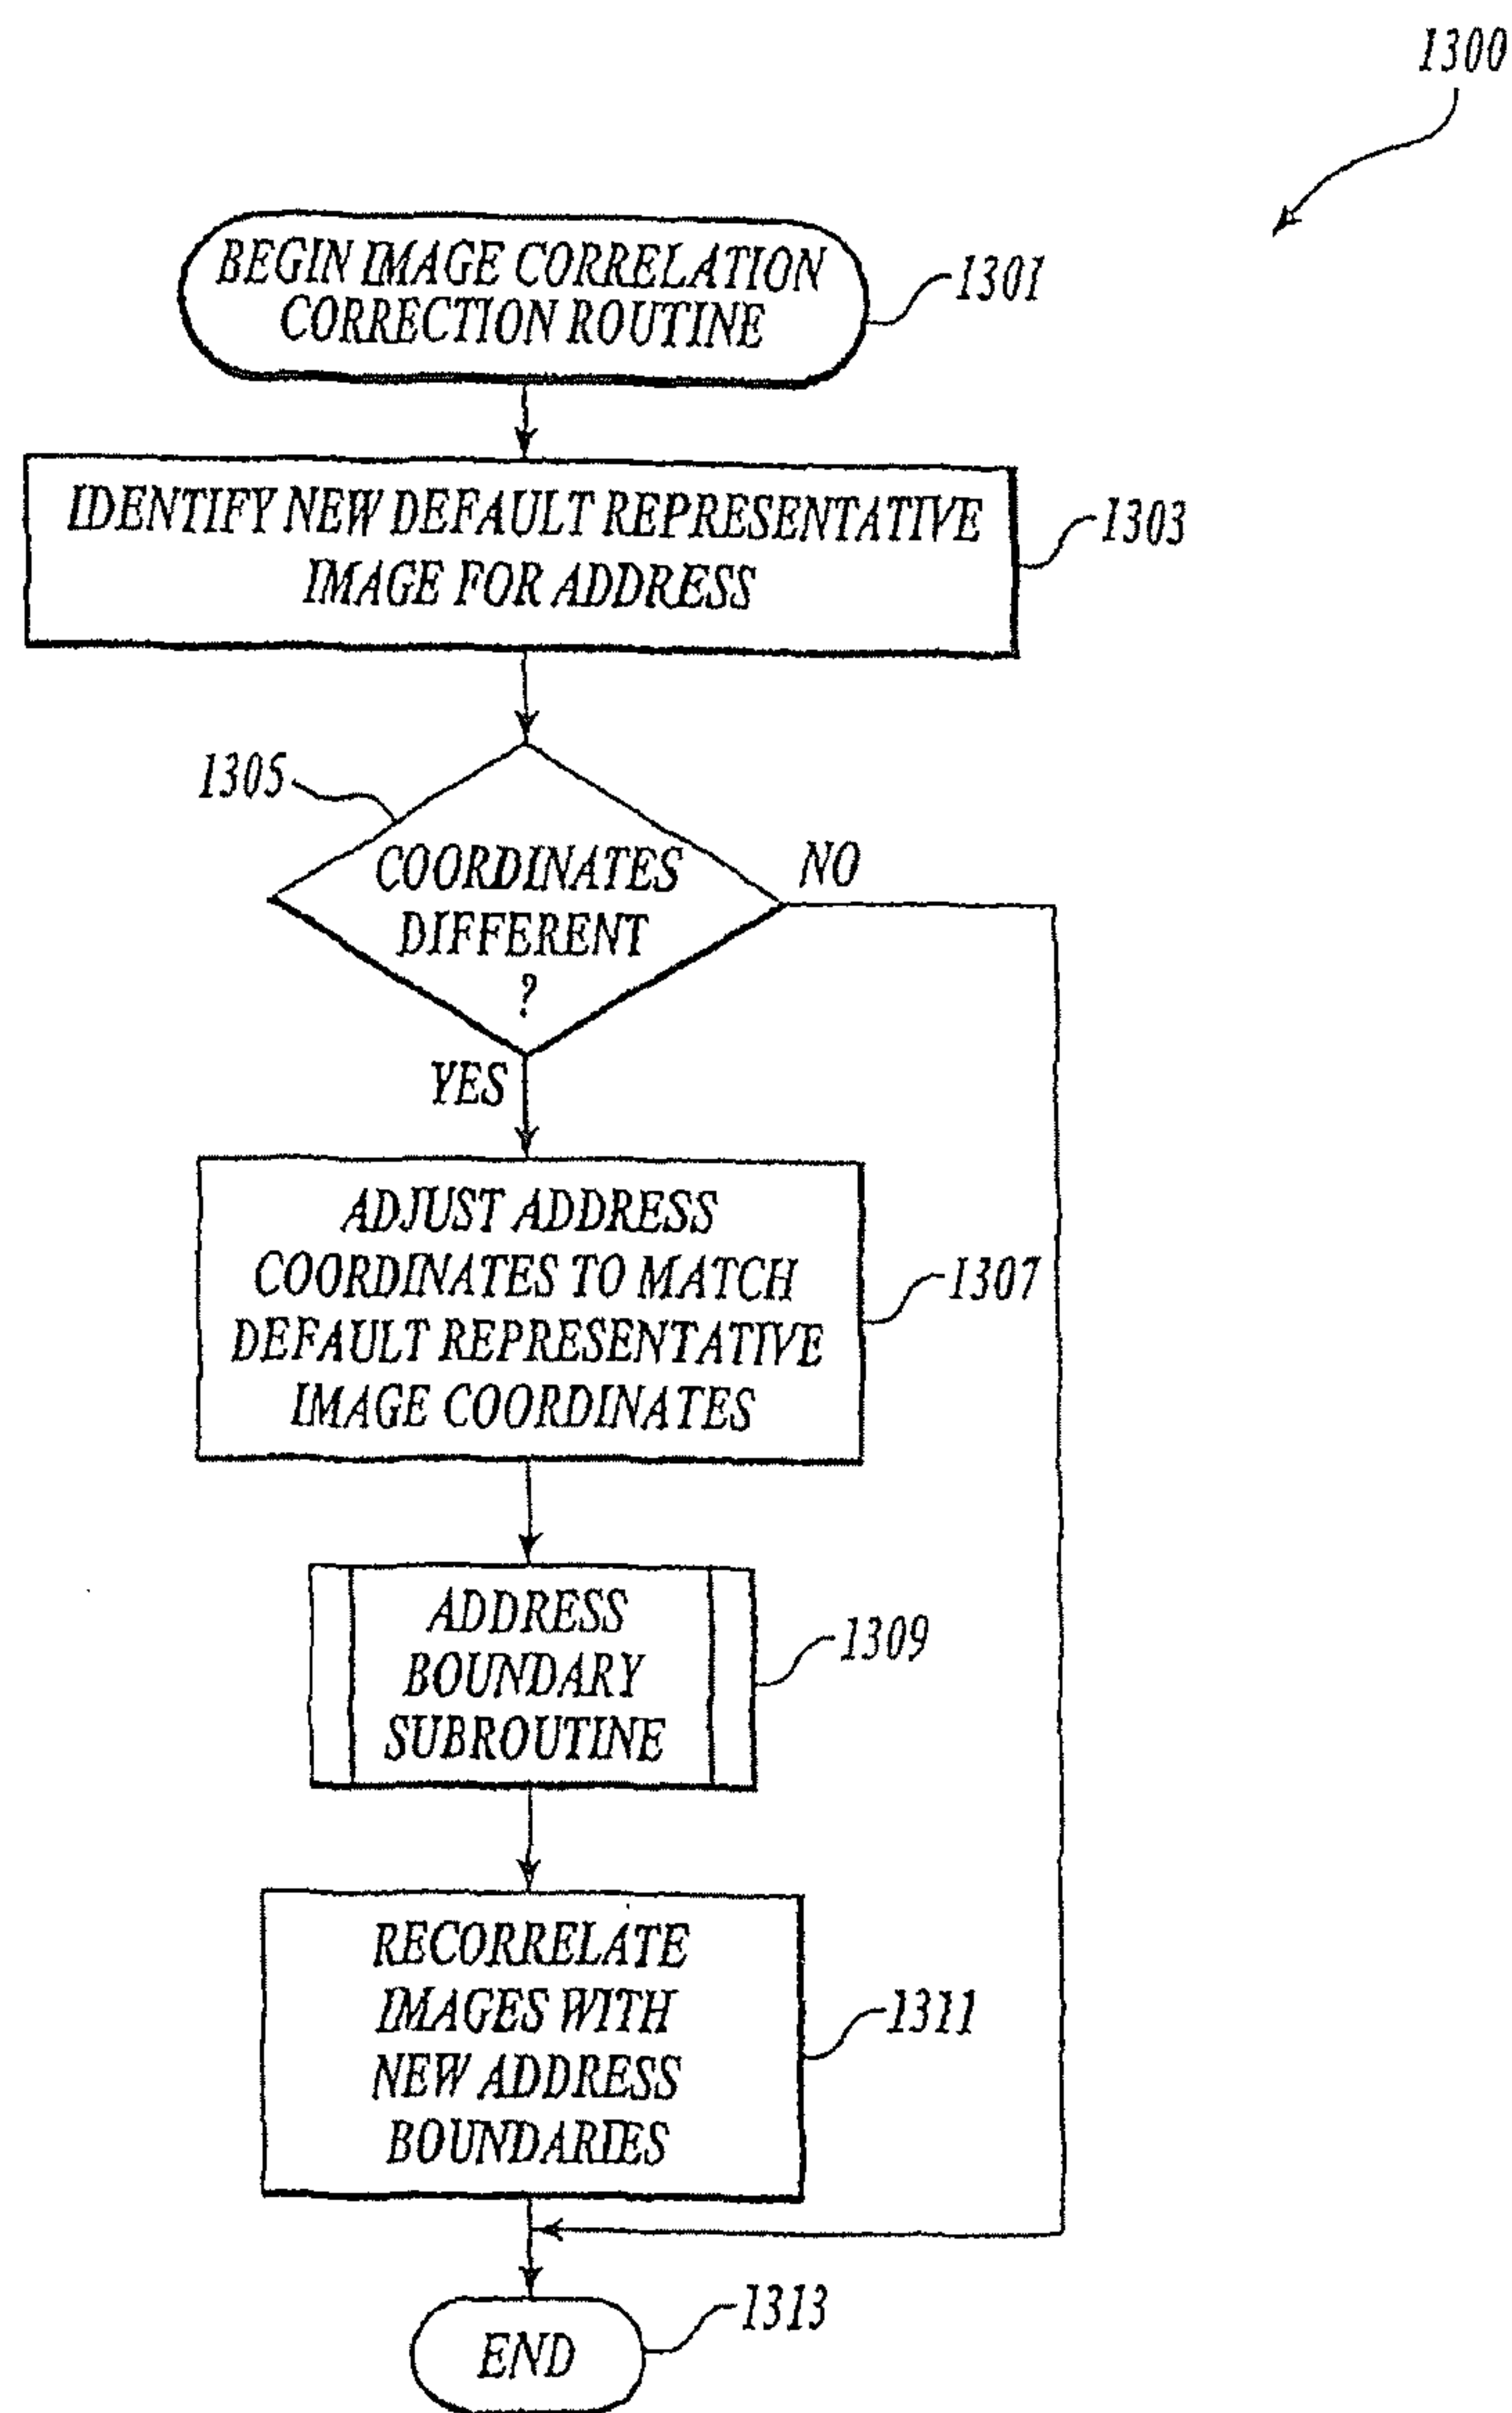 1300
BEGIN IMAGE CORRELATION
CORRECTION ROUTINE
1301
IDENTIFY NEW DEFAULT REPRESENTATIVE
IMAGE FOR ADDRESS
1303
1305
COORDINATES
DIFFERENT
?
NO
YES
ADJUST ADDRESS
COORDINATES TO MATCH
DEFAULT REPRESENTATIVE
IMAGE COORDINATES
1307
ADDRESS
BOUNDARY
SUBROUTINE
1309
RECORRELATE
IMAGES WITH
NEW ADDRESS
BOUNDARIES
1311
END
1313